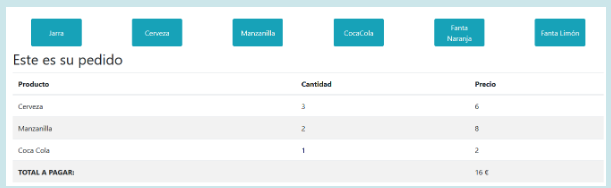 Jarra Cerveza Manzanilla CocaCola Fanta Naranja Fanta Limón
Este es su pedido
Producto Cantidad Precio
Cerveza 3 6
Manzanilla 2 8
Coca Cola 1 2
TOTAL A PAGAR: 16 €